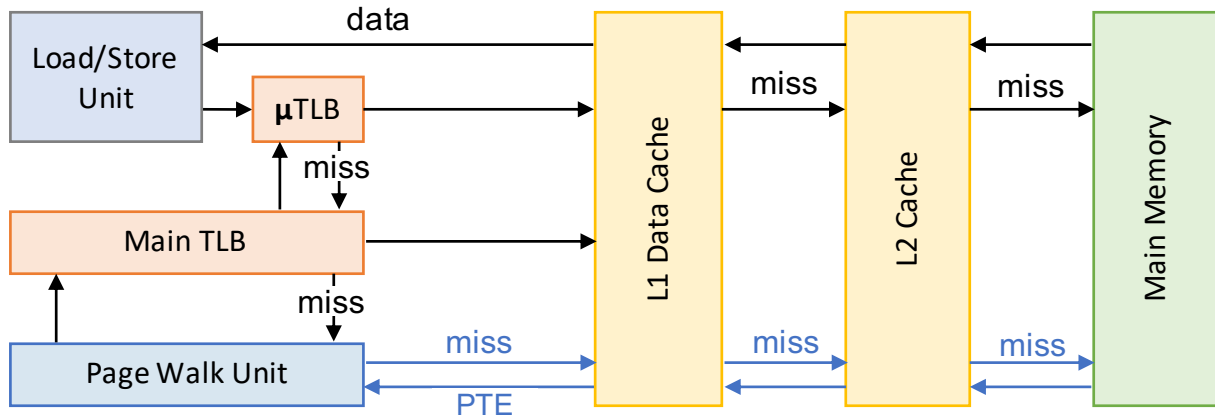 data
Load/Store
Unit
μTLB
miss
miss
miss
Main TLB
miss
Page Walk Unit
miss
miss
miss
PTE
L1 Data Cache
L2 Cache
Main Memory